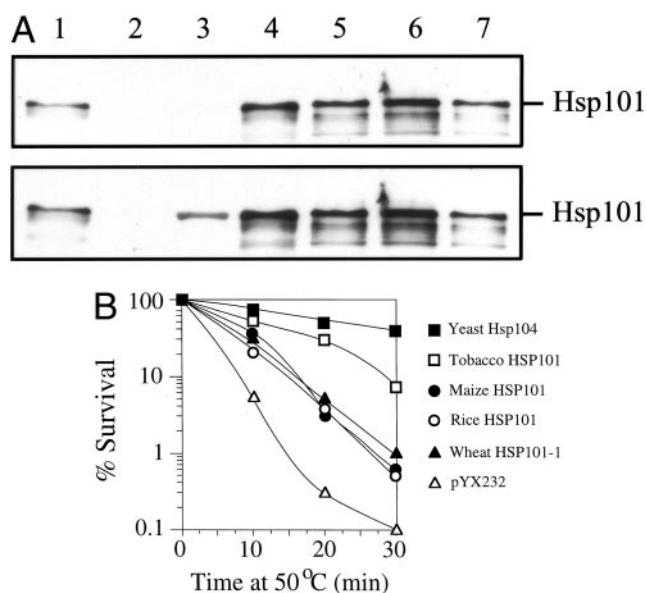 A 1 2 3 4 5 6 7
Hsp101
Hsp101
B
100
10
1
0.1
% Survival
0 10 20 30
Time at 50°C (min)
Yeast Hsp104
Tobacco HSP101
Maize HSP101
Rice HSP101
Wheat HSP101-1
pYX232